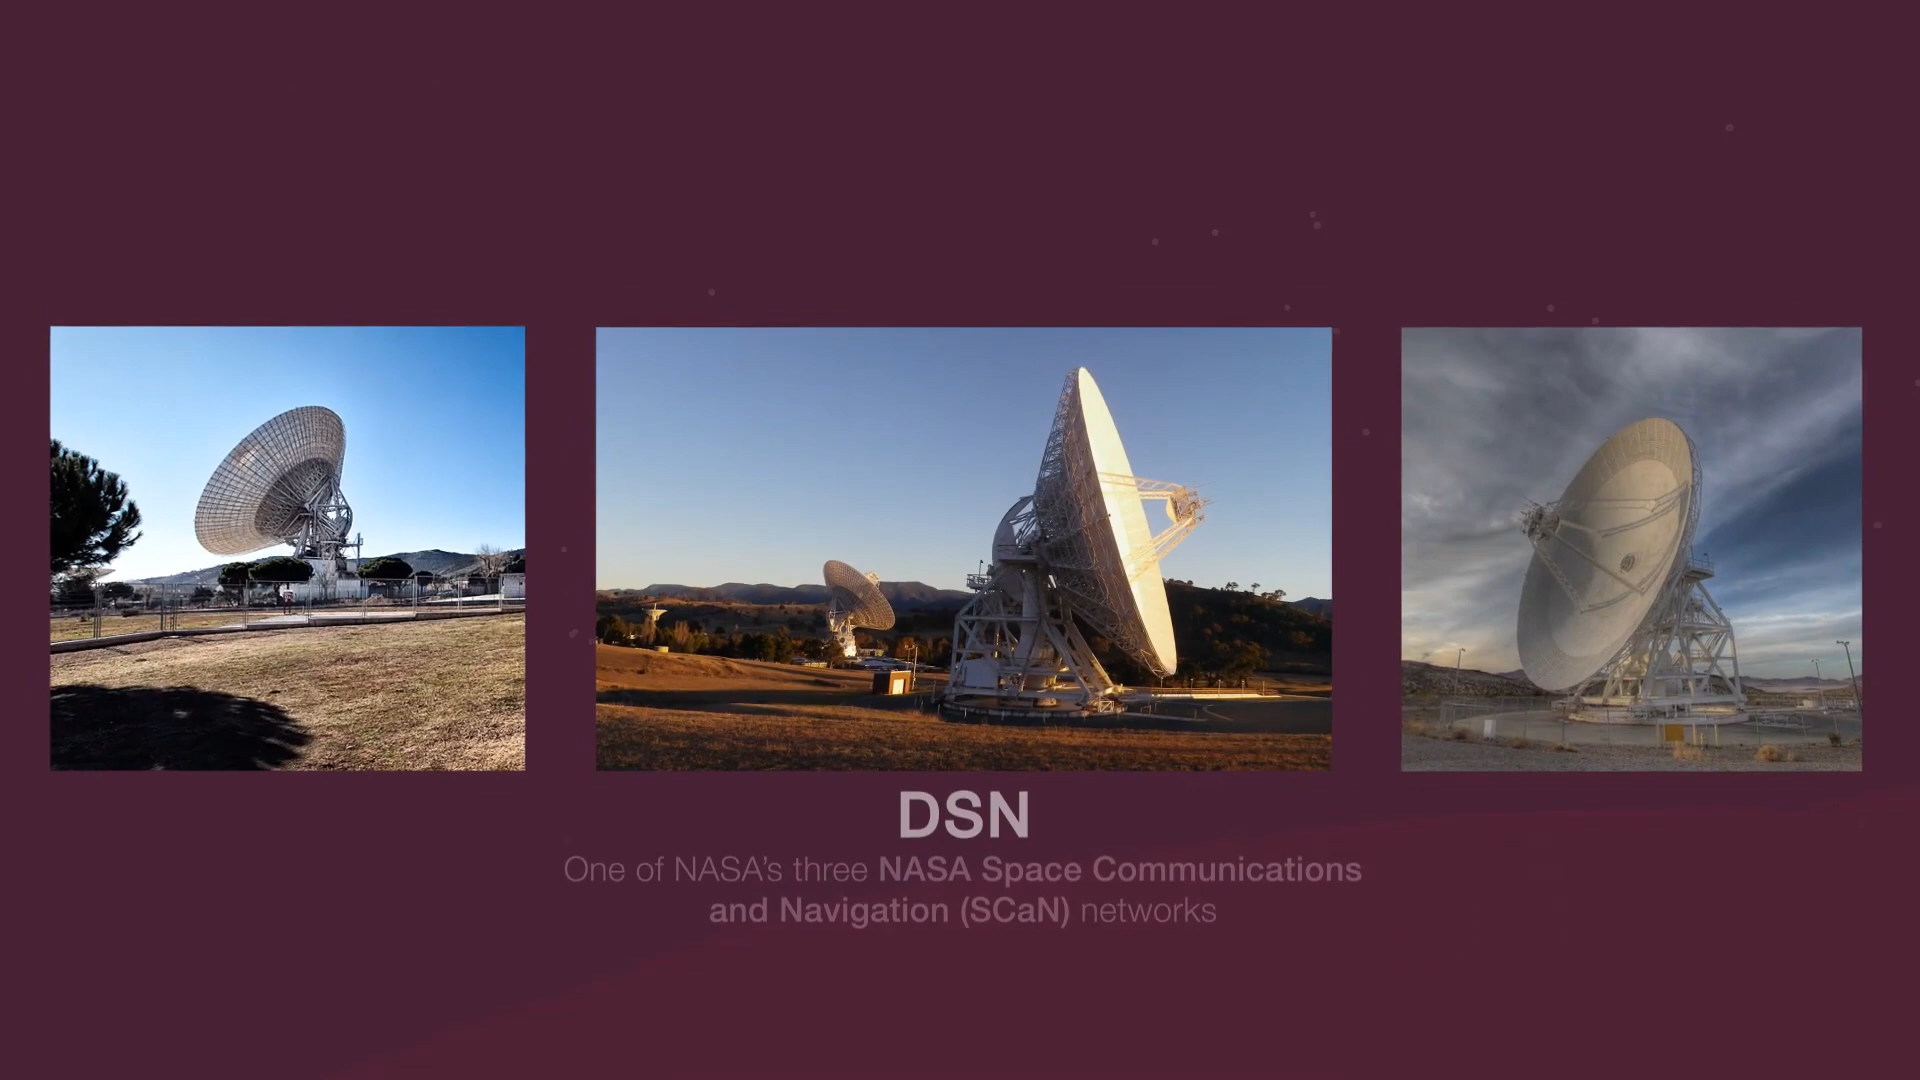 DSN
One of NASA's three NASA Space Communications
and Navigation (SCaN) networks